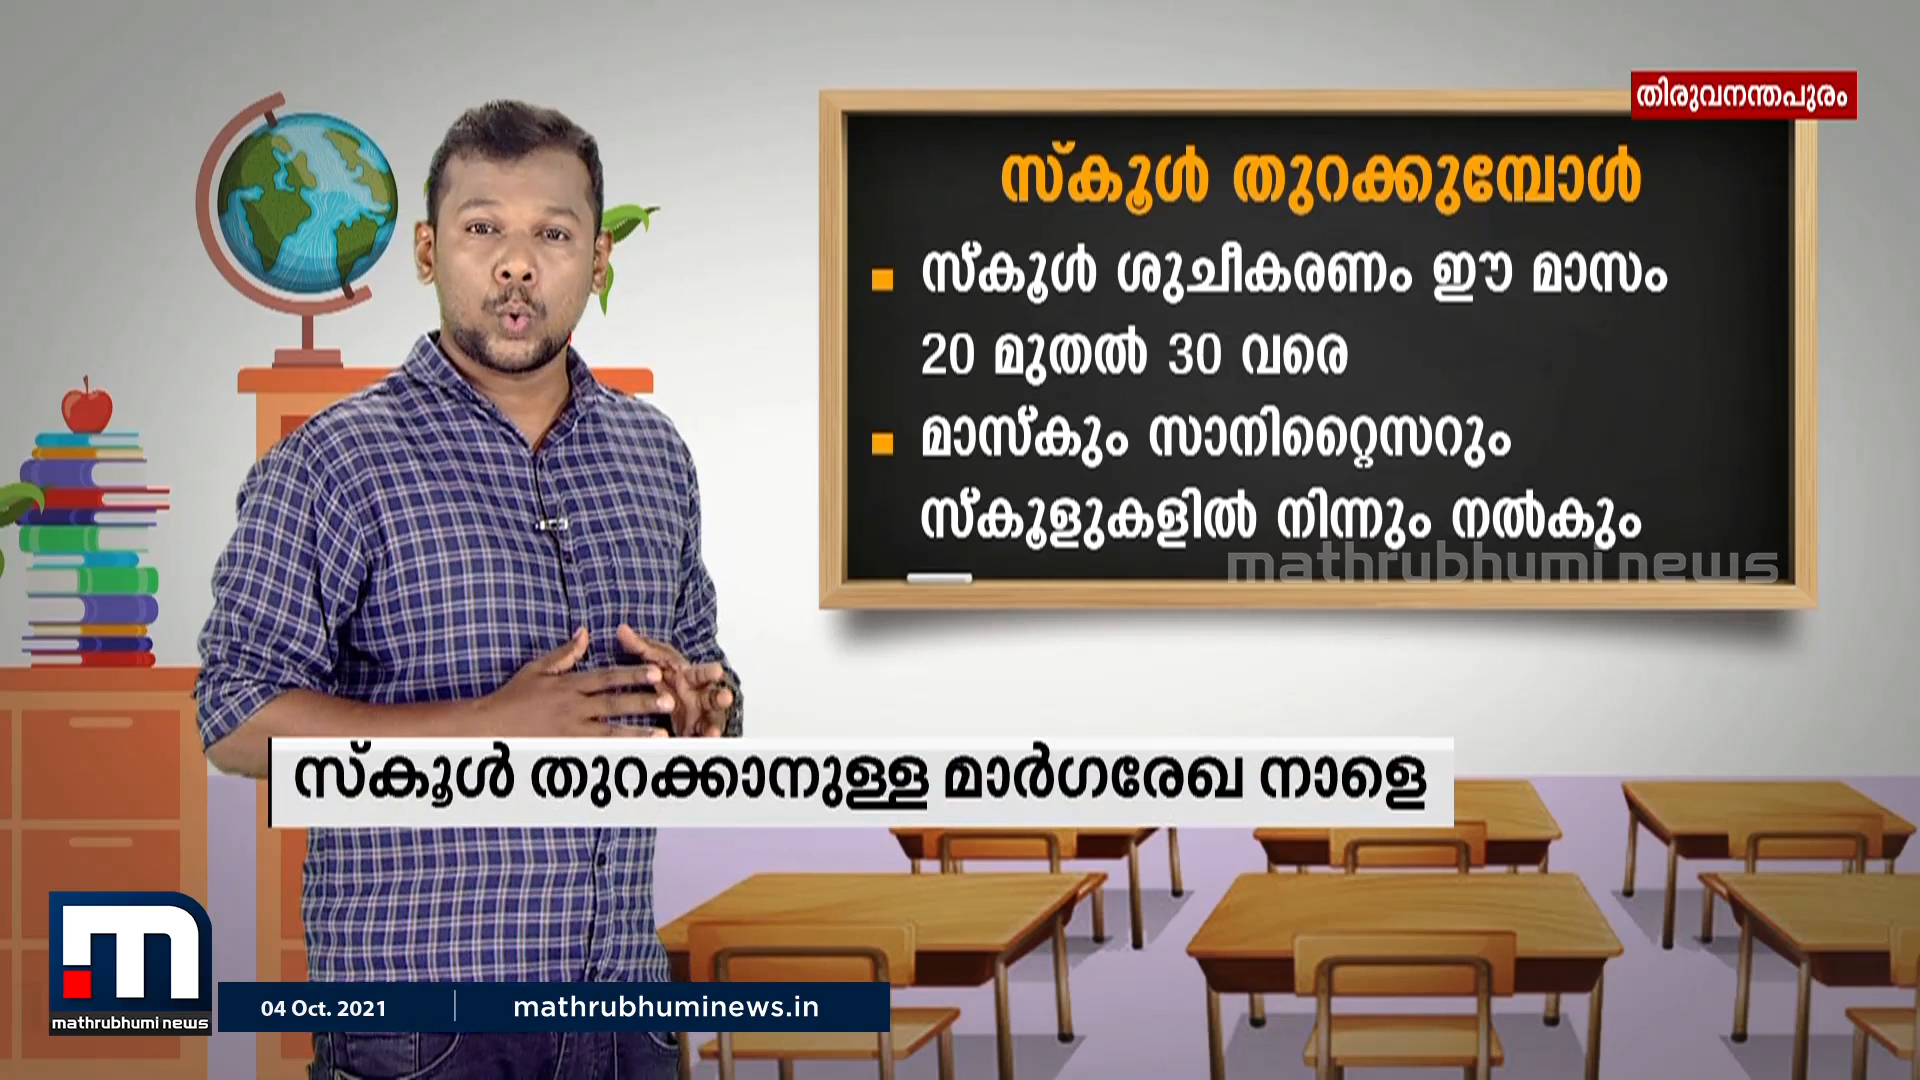 തിരുവനന്തപുരം
സ്കൂൾ തുറക്കുമ്പോൾ
സ്കൂൾ ശുചീകരണം ഈ മാസം
20 മുതൽ 30 വരെ
മാസ്കും സാനിറ്റൈസറും
സ്കൂളുകളിൽ നിന്നും നൽകും
mathrubhumi news
സ്കൂൾ തുറക്കാനുള്ള മാർഗരേഖ നാളെ
mathrubhumi news
04 Oct. 2021
mathrubhuminews.in